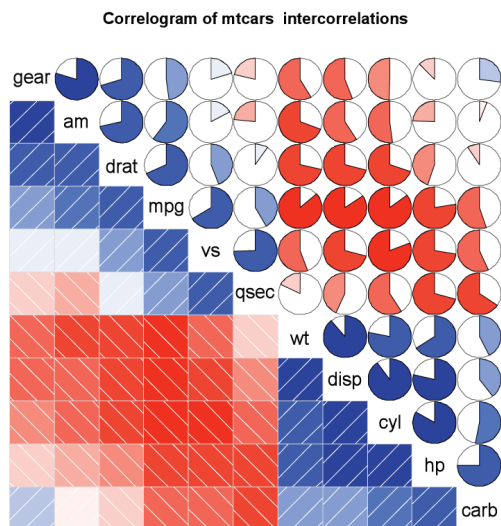 Correlogram of mtcars intercorrelations
gear
am
drat
mpg
vs
qsec
wt
disp
cyl
hp
carb